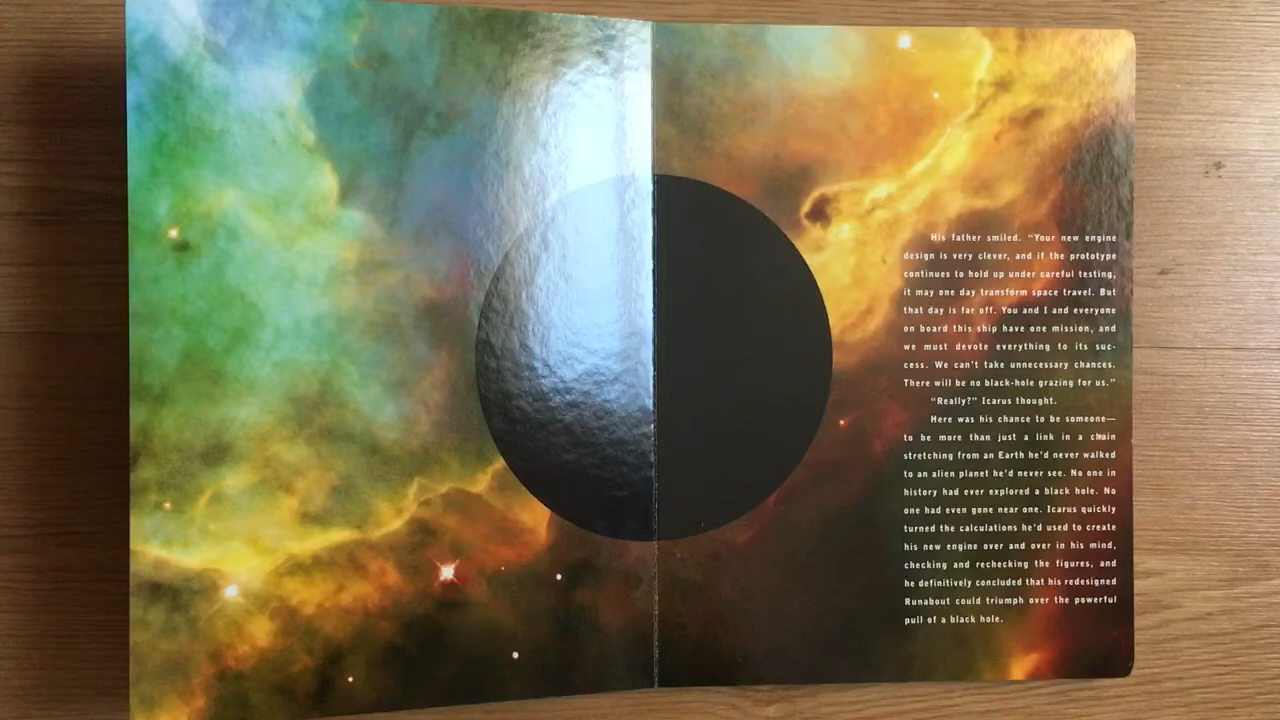 His father smiled. “Your new engine
design is very clever, and if the prototype
continues to hold up under careful testing,
it may one day transform space travel. But
that day is far off. You and I and everyone
on board this ship have one mission, and
we must devote everything to its suc-
cess. We can’t take unnecessary chances.
There will be no black-hole grazing for us.”
“Really?” Icarus thought.
Here was his chance to be someone—
to be more than just a link in a chain
stretching from an Earth he’d never walked
to an alien planet he’d never see. No one in
history had ever explored a black hole. No
one had even gone near one. Icarus quickly
turned the calculations he’d used to create
his new engine over and over in his mind,
checking and rechecking the figures, and
he definitively concluded that his redesigned
Runabout could triumph over the powerful
pull of a black hole.